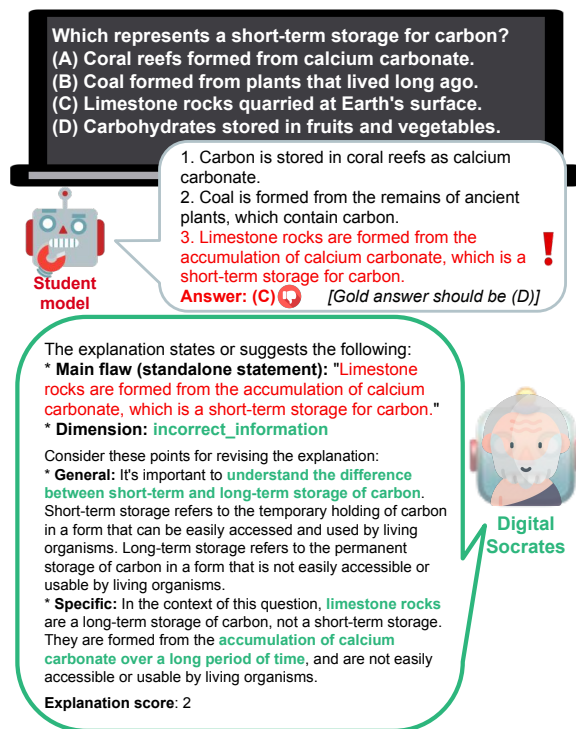 Which represents a short-term storage for carbon?
(A) Coral reefs formed from calcium carbonate.
(B) Coal formed from plants that lived long ago.
(C) Limestone rocks quarried at Earth's surface.
(D) Carbohydrates stored in fruits and vegetables.
1. Carbon is stored in coral reefs as calcium
carbonate.
2. Coal is formed from the remains of ancient
plants, which contain carbon.
3. Limestone rocks are formed from the
accumulation of calcium carbonate, which is a
short-term storage for carbon.
!
Answer: (C) [Gold answer should be (D)]
Student
model
The explanation states or suggests the following:
* Main flaw (standalone statement): "Limestone
rocks are formed from the accumulation of calcium
carbonate, which is a short-term storage for carbon."
* Dimension: incorrect_information
Consider these points for revising the explanation:
* General: It's important to understand the difference
between short-term and long-term storage of carbon.
Short-term storage refers to the temporary holding of carbon
in a form that can be easily accessed and used by living
organisms. Long-term storage refers to the permanent
storage of carbon in a form that is not easily accessible or
usable by living organisms.
* Specific: In the context of this question, limestone rocks
are a long-term storage of carbon, not a short-term storage.
They are formed from the accumulation of calcium
carbonate over a long period of time, and are not easily
accessible or usable by living organisms.
Explanation score: 2
Digital
Socrates